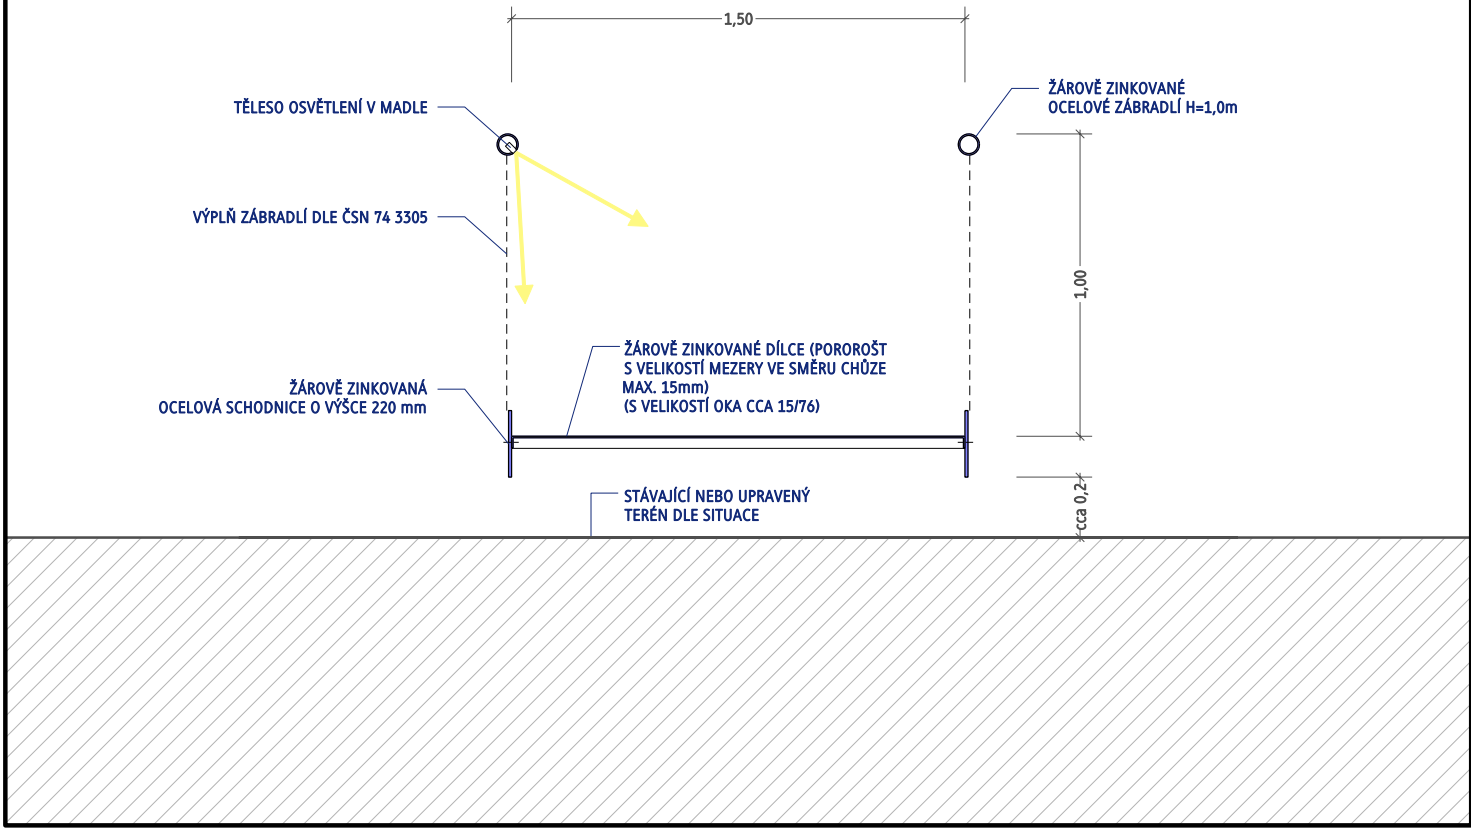 1,50
TĚLESO OSVĚTLENÍ V MADLE
ŽÁROVĚ ZINKOVANÉ
OCELOVÉ ZÁBRADLÍ H=1,0m
VÝPLŇ ZÁBRADLÍ DLE ČSN 74 3305
1,00
ŽÁROVĚ ZINKOVANÉ DÍLCE (POROROŠT
S VELIKOSTÍ MEZERY VE SMĚRU CHŮZE
MAX. 15mm)
(S VELIKOSTÍ OKA CCA 15/76)
ŽÁROVĚ ZINKOVANÁ
OCELOVÁ SCHODNICE O VÝŠCE 220 mm
STÁVAJÍCÍ NEBO UPRAVENÝ
TERÉN DLE SITUACE
cca 0,2